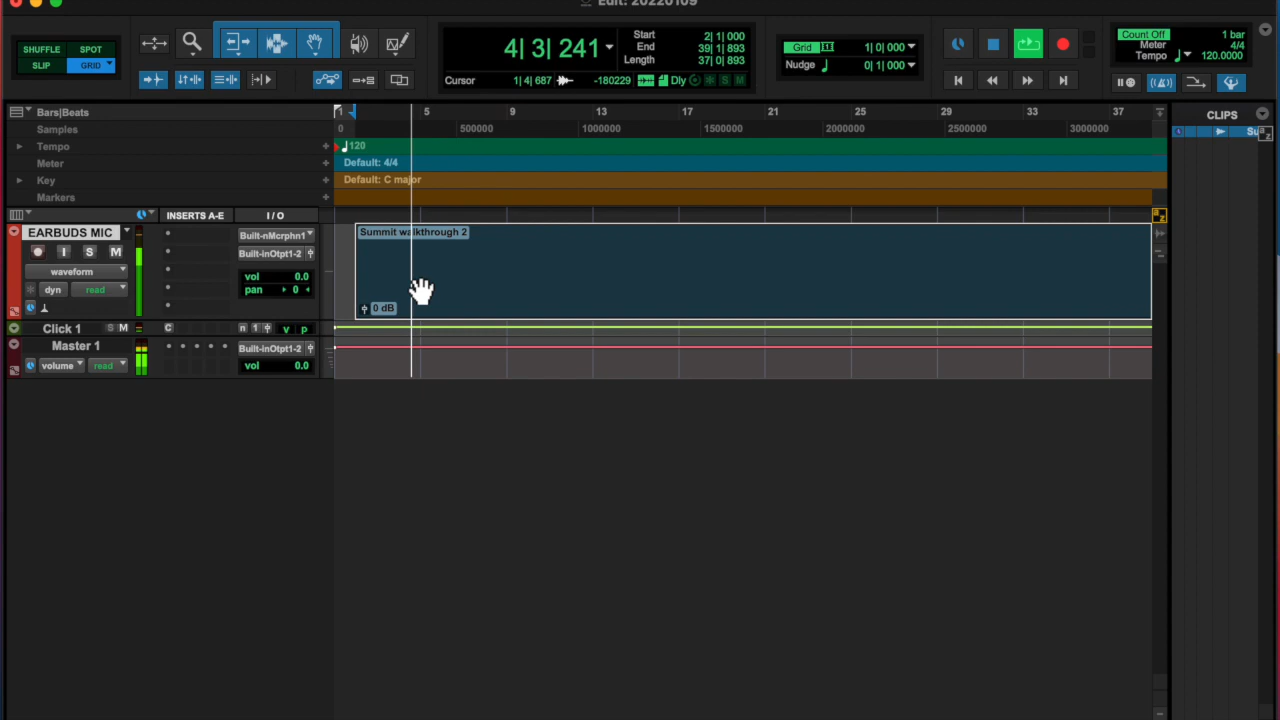 Edit: 20220109
SHUFFLE SPOT
SLIP GRID
4| 3| 241
Start 2| 1| 000
End 39| 1| 893
Length 37| 0| 893
Cursor 1| 4| 687 -180229 Dly S M
Grid 1| 0| 000
Nudge 0| 1| 000
Count Off 1 bar
Meter 4/4
Tempo 120.0000
Bars|Beats 1 5 9 13 17 21 25 29 33 37
Samples 0 500000 1000000 1500000 2000000 2500000 3000000
Tempo 120
Meter Default: 4/4
Key Default: C major
Markers
CLIPS
INSERTS A-E I / O
EARBUDS MIC Built-nMcrphn1
I S M Built-inOtpt1-2
waveform vol 0.0
dyn read pan 0
Summit walkthrough 2
0 dB
Click 1 S M C n 1 v p
Master 1 Built-inOtpt1-2
volume read vol 0.0
a
z
a
z